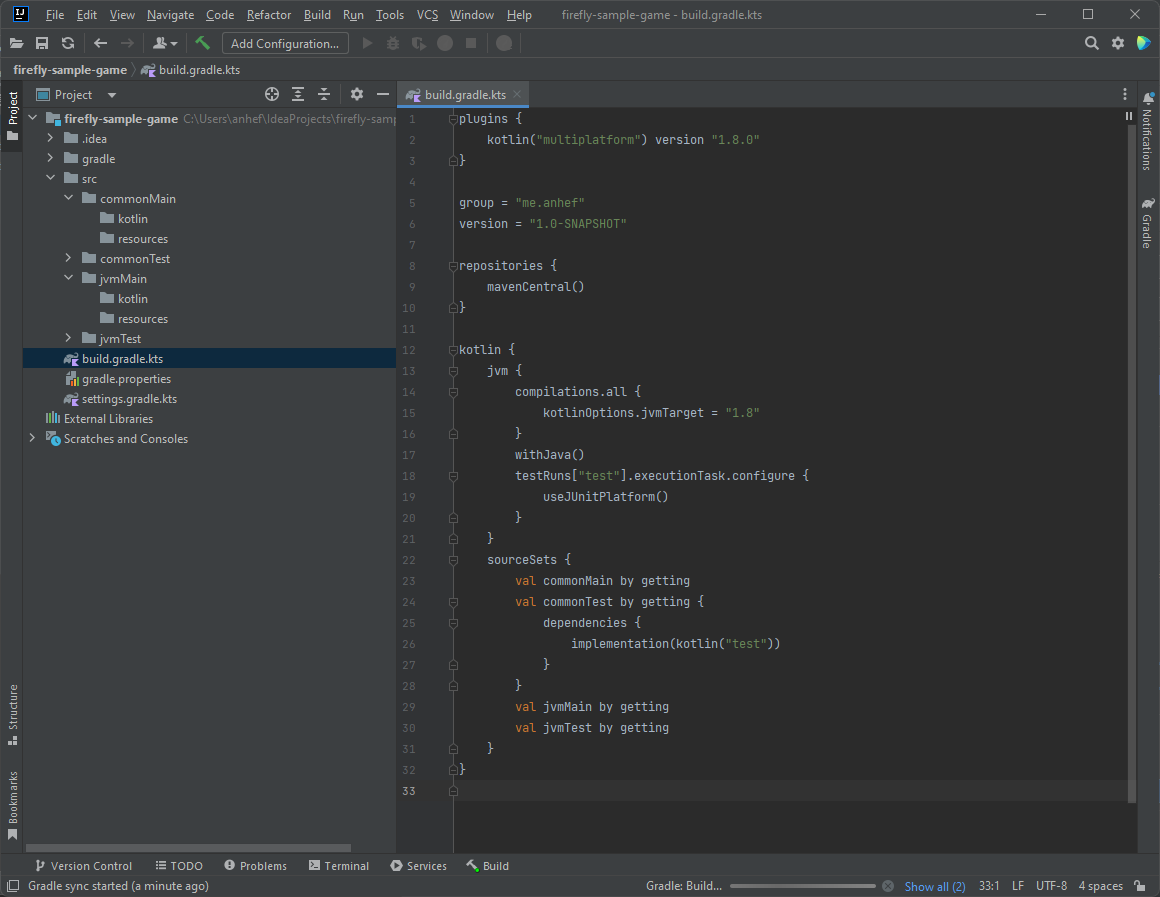 File Edit View Navigate Code Refactor Build Run Tools VCS Window Help firefly-sample-game - build.gradle.kts
Add Configuration...
firefly-sample-game build.gradle.kts
Project
Project
build.gradle.kts
firefly-sample-game C:\Users\anhef\IdeaProjects\firefly-samp
.idea
gradle
src
commonMain
kotlin
resources
commonTest
jvmMain
kotlin
resources
jvmTest
build.gradle.kts
gradle.properties
settings.gradle.kts
External Libraries
Scratches and Consoles
1 plugins {
2     kotlin("multiplatform") version "1.8.0"
3 }
4
5 group = "me.anhef"
6 version = "1.0-SNAPSHOT"
7
8 repositories {
9     mavenCentral()
10 }
11
12 kotlin {
13     jvm {
14         compilations.all {
15             kotlinOptions.jvmTarget = "1.8"
16         }
17         withJava()
18         testRuns["test"].executionTask.configure {
19             useJUnitPlatform()
20         }
21     }
22     sourceSets {
23         val commonMain by getting
24         val commonTest by getting {
25             dependencies {
26                 implementation(kotlin("test"))
27             }
28         }
29         val jvmMain by getting
30         val jvmTest by getting
31     }
32 }
33
Notifications
Gradle
Structure
Bookmarks
Version Control TODO Problems Terminal Services Build
Gradle sync started (a minute ago) Gradle: Build... Show all (2) 33:1 LF UTF-8 4 spaces